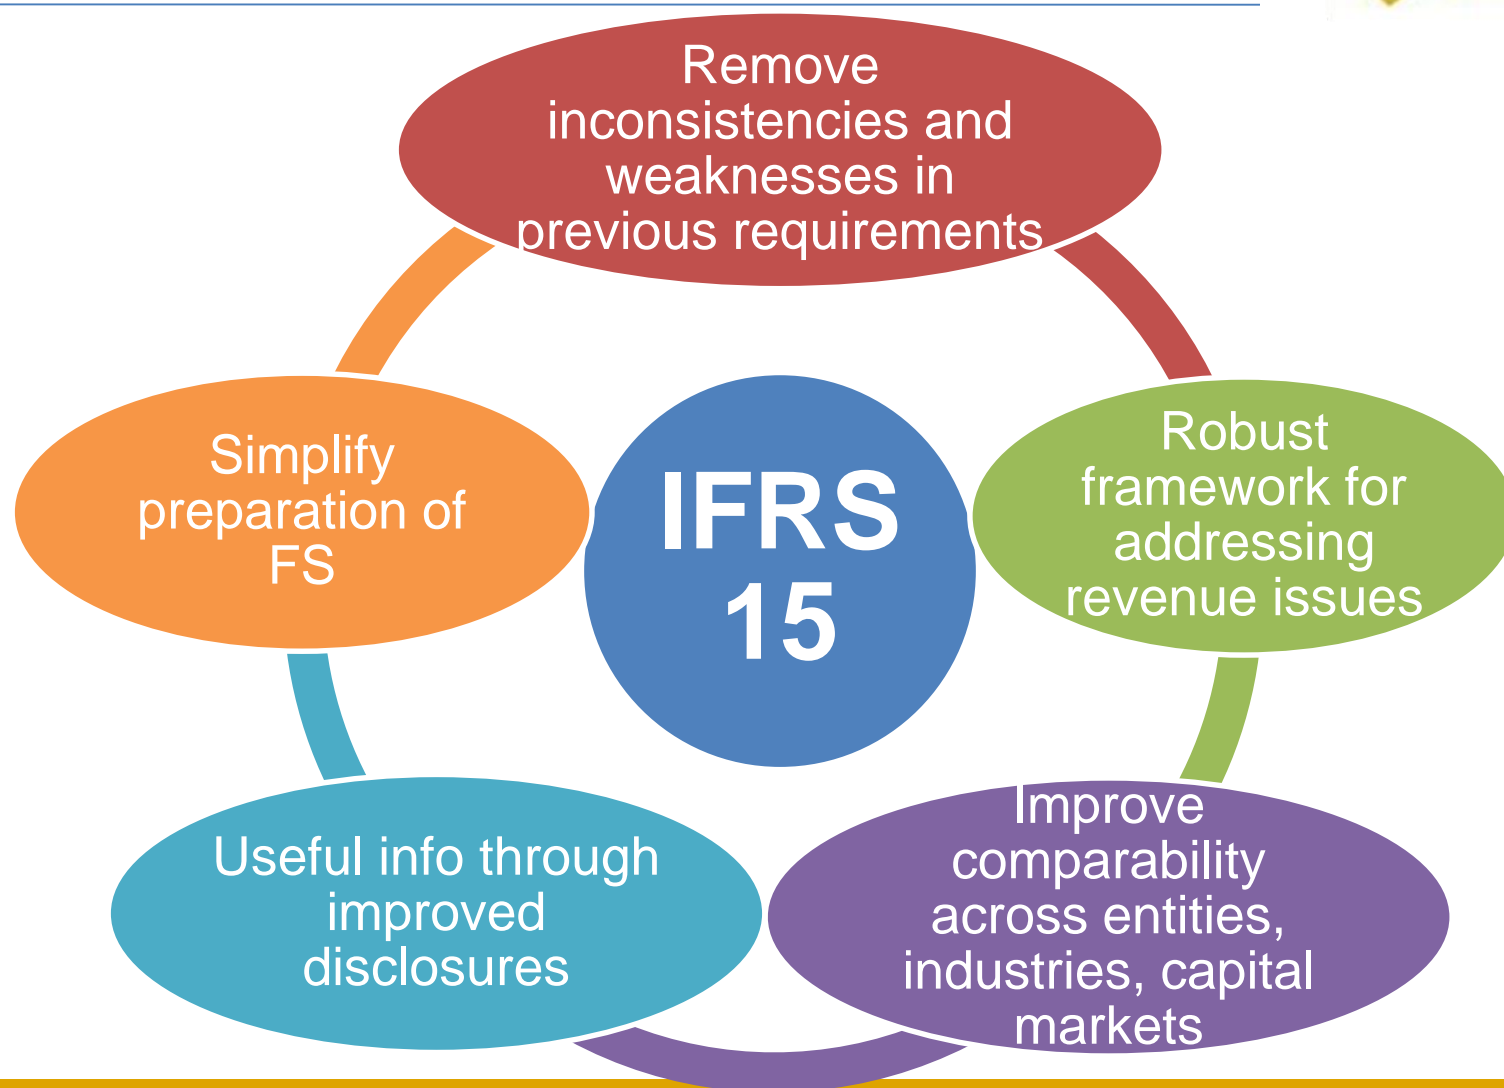 Remove
inconsistencies and
weaknesses in
previous requirements
Robust
framework for
addressing
revenue issues
Improve
comparability
across entities,
industries, capital
markets
Useful info through
improved
disclosures
Simplify
preparation of
FS
IFRS
15